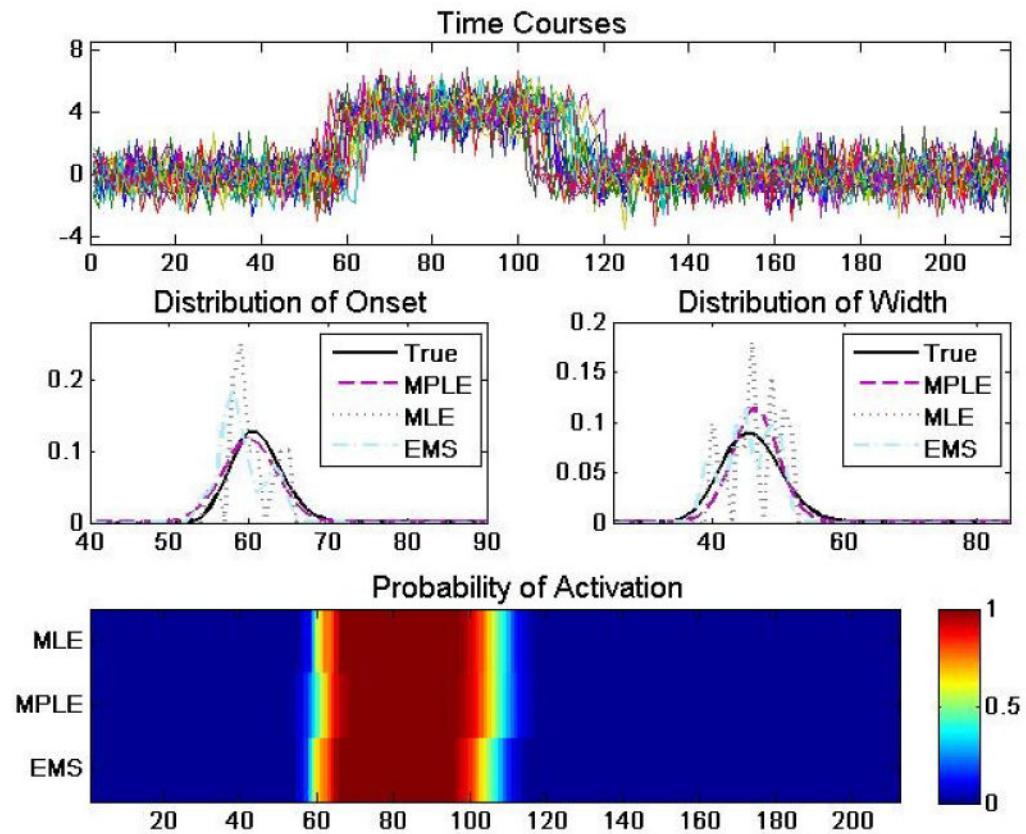 Time Courses
8
4
0
-4
0 20 40 60 80 100 120 140 160 180 200
Distribution of Onset
0.2
0.1
0
True
MPLE
MLE
EMS
40 50 60 70 80 90
Distribution of Width
0.2
0.15
0.1
0.05
0
True
MPLE
MLE
EMS
40 60 80
Probability of Activation
MLE
MPLE
EMS
20 40 60 80 100 120 140 160 180 200
1
0.5
0